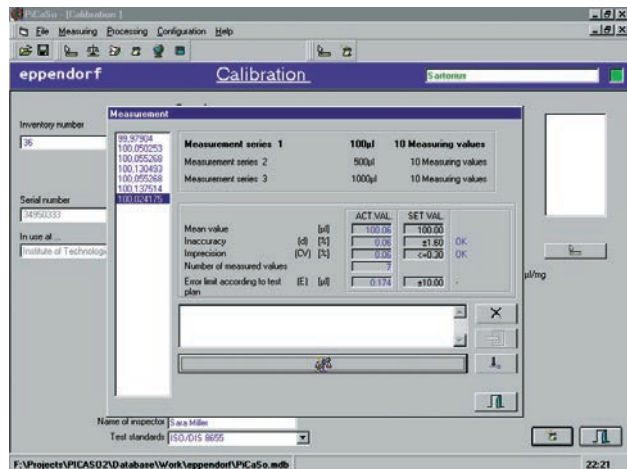 PiCaSo - [Calibration ]
File Measuring Processing Configuration Help
eppendorf Calibration Sartorius
Measurement
Inventory number
36
99,97904
100,050253
100,055268
100,130493
100,055268
100,137514
100,024175
Measurement series 1 100µl 10 Measuring values
Measurement series 2 500µl 10 Measuring values
Measurement series 3 1000µl 10 Measuring values
Serial number
34950333
In use at ...
Institute of Technolog
ACT.VAL. SET VAL.
Mean value [µl] 100.06 100.00
Inaccuracy (d) [%] 0.06 ±1.60 OK
Imprecision (CV) [%] 0.06 <=0.30 OK
Number of measured values 7
Error limit according to test plan (E) [µl] 0.174 ±10.00 -
µl/mg
Name of inspector Sara Miller
Test standards ISO/DIS 8655
F:\Projects\PICASO2\Database\Work\eppendorf\PiCaSo.mdb 22:21